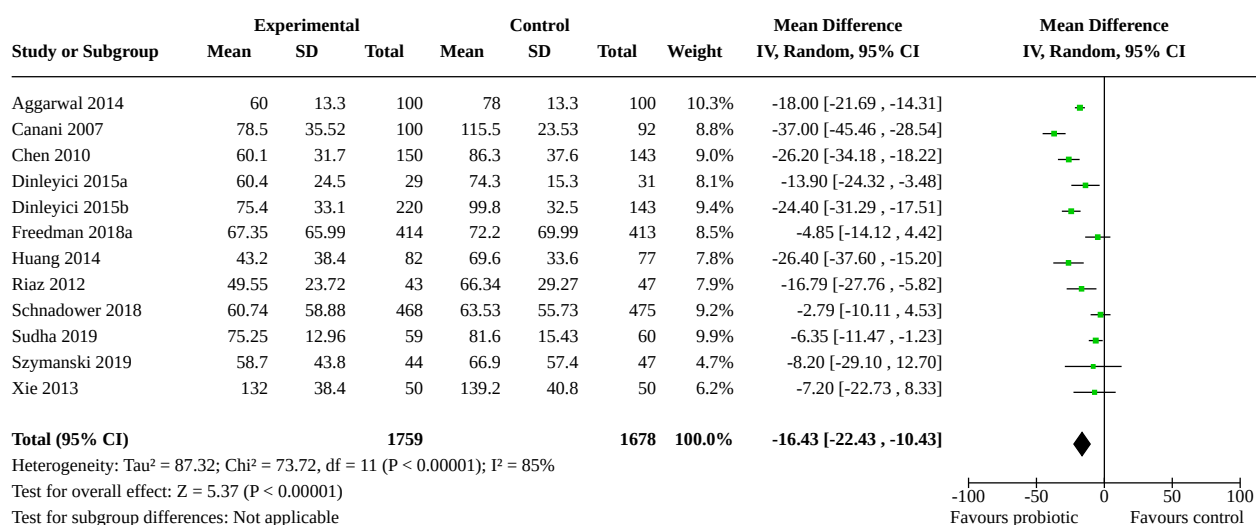 Experimental Control Mean Difference Mean Difference
Study or Subgroup Mean SD Total Mean SD Total Weight IV, Random, 95% CI IV, Random, 95% CI
Aggarwal 2014 60 13.3 100 78 13.3 100 10.3% -18.00 [-21.69 , -14.31]
Canani 2007 78.5 35.52 100 115.5 23.53 92 8.8% -37.00 [-45.46 , -28.54]
Chen 2010 60.1 31.7 150 86.3 37.6 143 9.0% -26.20 [-34.18 , -18.22]
Dinleyici 2015a 60.4 24.5 29 74.3 15.3 31 8.1% -13.90 [-24.32 , -3.48]
Dinleyici 2015b 75.4 33.1 220 99.8 32.5 143 9.4% -24.40 [-31.29 , -17.51]
Freedman 2018a 67.35 65.99 414 72.2 69.99 413 8.5% -4.85 [-14.12 , 4.42]
Huang 2014 43.2 38.4 82 69.6 33.6 77 7.8% -26.40 [-37.60 , -15.20]
Riaz 2012 49.55 23.72 43 66.34 29.27 47 7.9% -16.79 [-27.76 , -5.82]
Schnadower 2018 60.74 58.88 468 63.53 55.73 475 9.2% -2.79 [-10.11 , 4.53]
Sudha 2019 75.25 12.96 59 81.6 15.43 60 9.9% -6.35 [-11.47 , -1.23]
Szymanski 2019 58.7 43.8 44 66.9 57.4 47 4.7% -8.20 [-29.10 , 12.70]
Xie 2013 132 38.4 50 139.2 40.8 50 6.2% -7.20 [-22.73 , 8.33]
Total (95% CI) 1759 1678 100.0% -16.43 [-22.43 , -10.43]
Heterogeneity: Tau² = 87.32; Chi² = 73.72, df = 11 (P < 0.00001); I² = 85%
Test for overall effect: Z = 5.37 (P < 0.00001)
-100 -50 0 50 100
Test for subgroup differences: Not applicable Favours probiotic Favours control